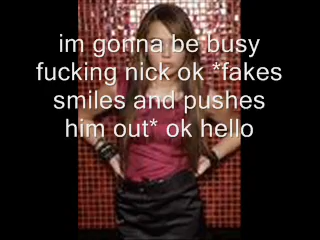 im gonna be busy
fucking nick ok *fakes
smiles and pushes
him out* ok hello